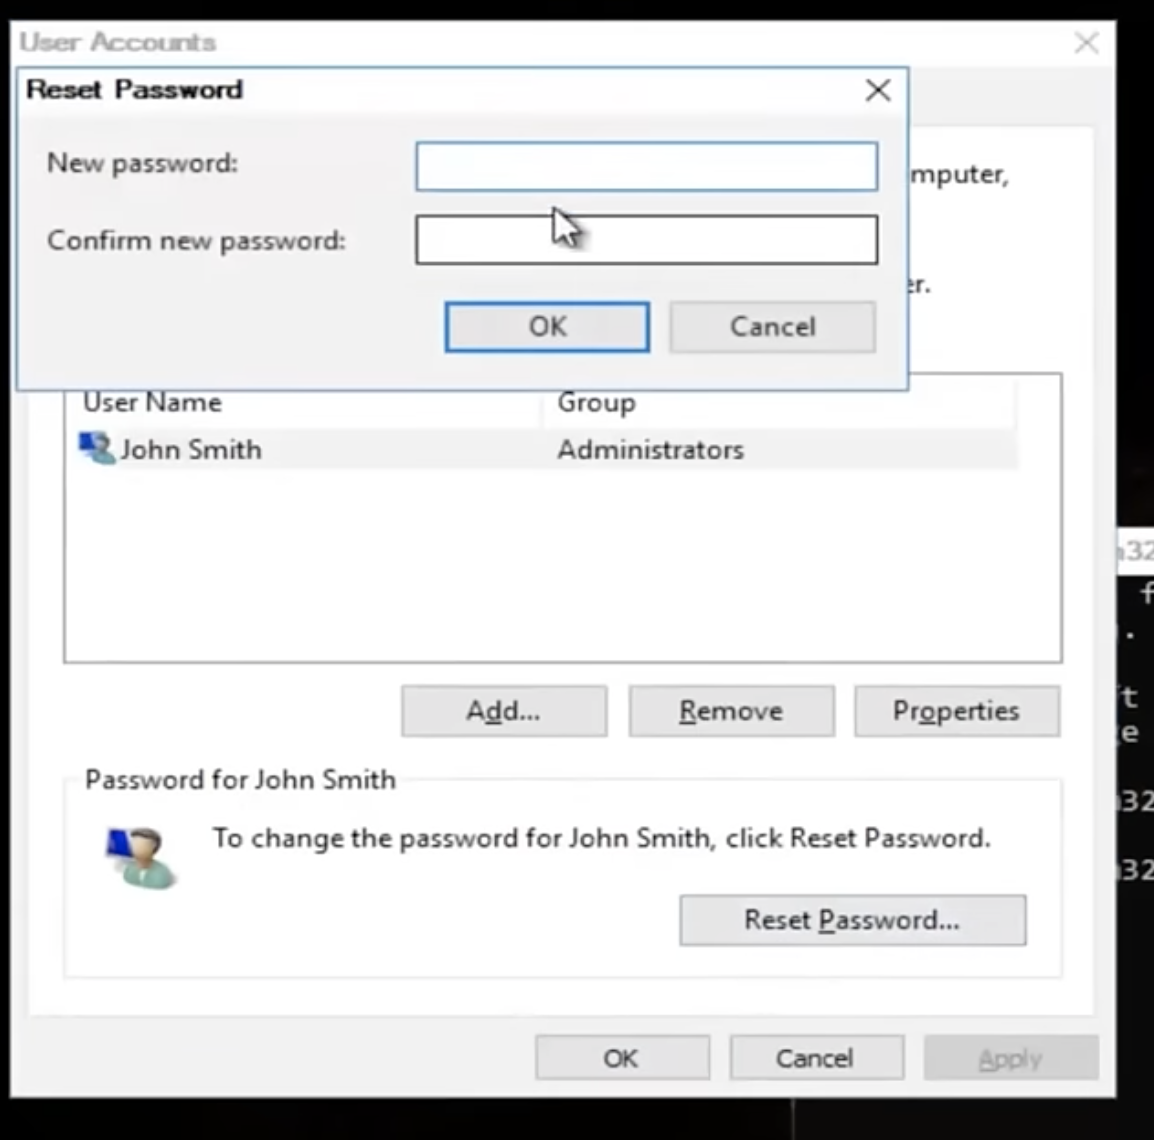 User Accounts
Reset Password
New password:
mputer,
Confirm new password:
er.
OK Cancel
User Name Group
John Smith Administrators
32
f
.
Add... Remove Properties
t
e
Password for John Smith
32
To change the password for John Smith, click Reset Password.
32
Reset Password...
OK Cancel Apply